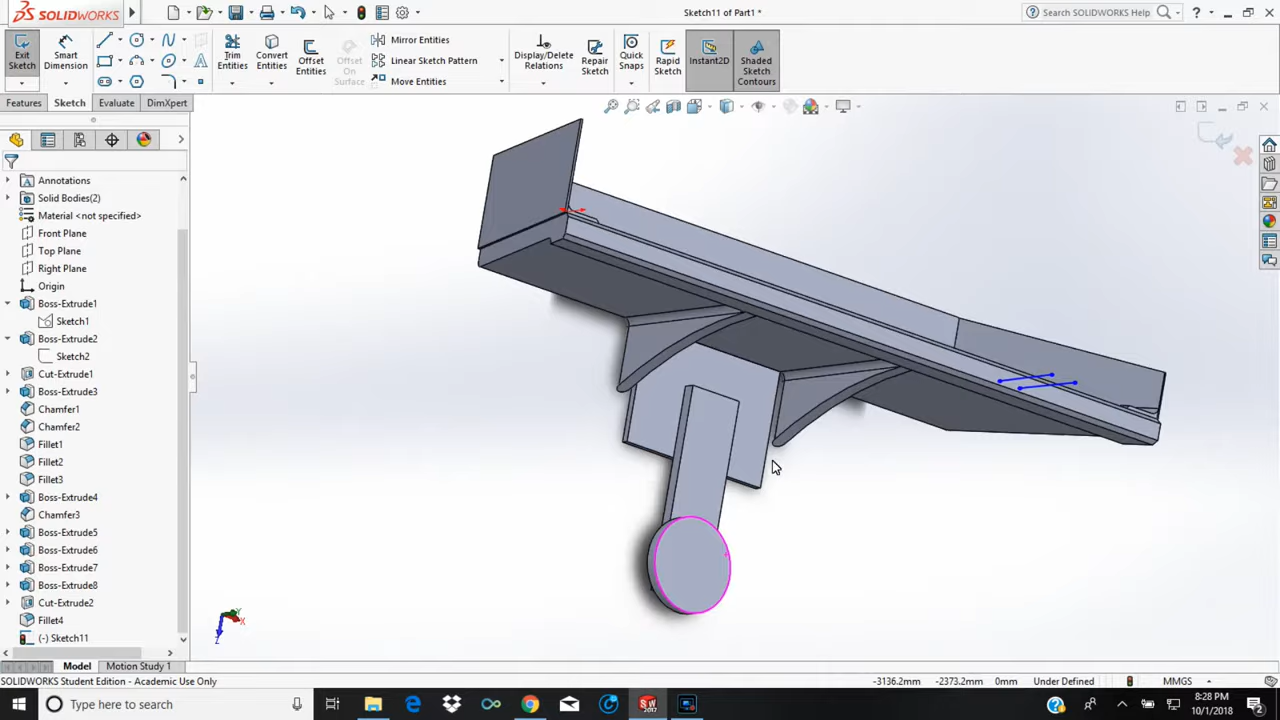 SOLIDWORKS
Sketch11 of Part1 *
Search SOLIDWORKS Help
Exit Sketch
Smart Dimension
Trim Entities
Convert Entities
Offset Entities
Offset On Surface
Mirror Entities
Linear Sketch Pattern
Move Entities
Display/Delete Relations
Repair Sketch
Quick Snaps
Rapid Sketch
Instant2D
Shaded Sketch Contours
Features
Sketch
Evaluate
DimXpert
Annotations
Solid Bodies(2)
Material <not specified>
Front Plane
Top Plane
Right Plane
Origin
Boss-Extrude1
Sketch1
Boss-Extrude2
Sketch2
Cut-Extrude1
Boss-Extrude3
Chamfer1
Chamfer2
Fillet1
Fillet2
Fillet3
Boss-Extrude4
Chamfer3
Boss-Extrude5
Boss-Extrude6
Boss-Extrude7
Boss-Extrude8
Cut-Extrude2
Fillet4
(-) Sketch11
Y
X
Z
Model
Motion Study 1
SOLIDWORKS Student Edition - Academic Use Only
-3136.2mm
-2373.2mm
0mm
Under Defined
MMGS
Type here to search
8:28 PM
10/1/2018